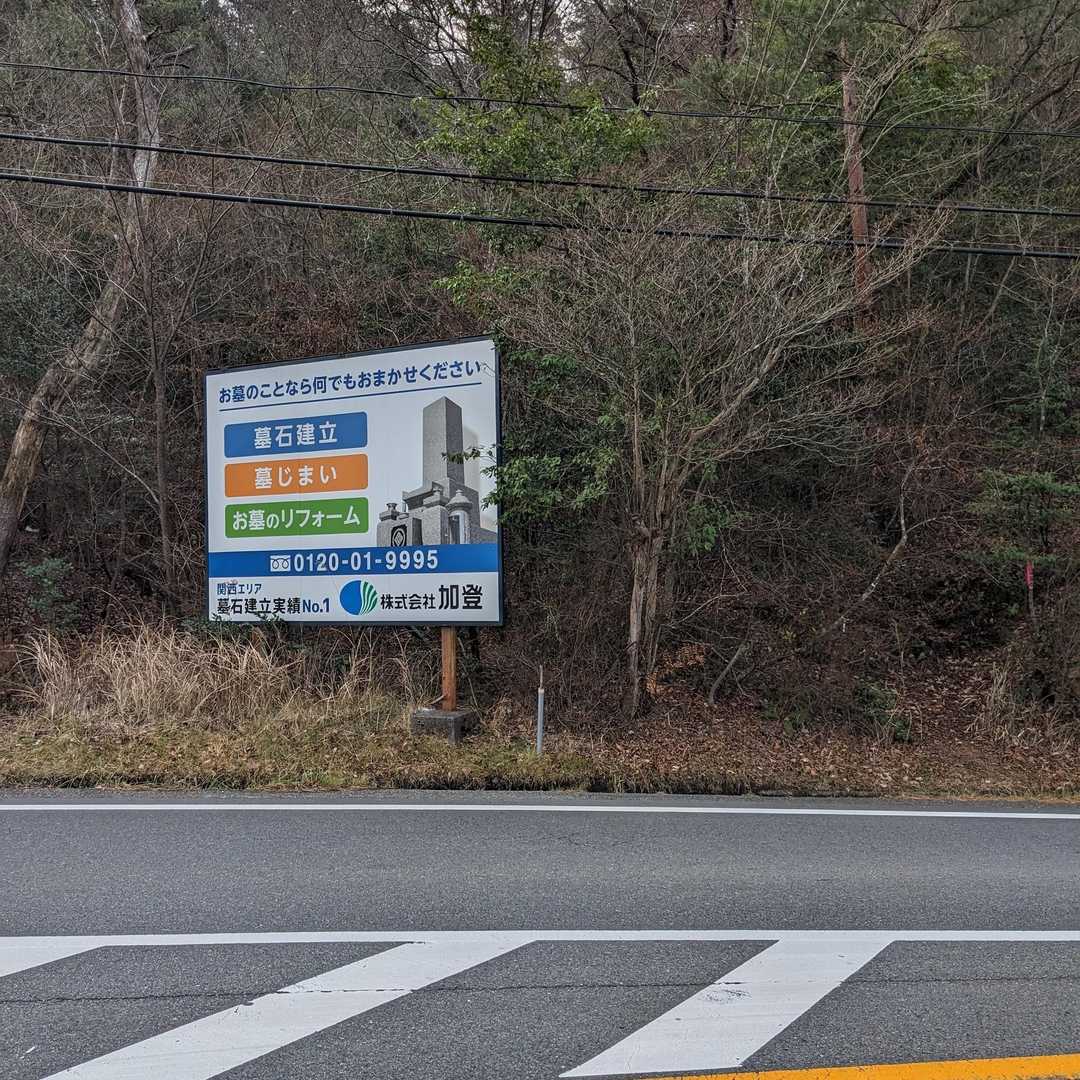 お墓のことなら何でもおまかせください
墓石建立
墓じまい
お墓のリフォーム
0120-01-9995
関西エリア
墓石建立実績No.1
株式会社加登